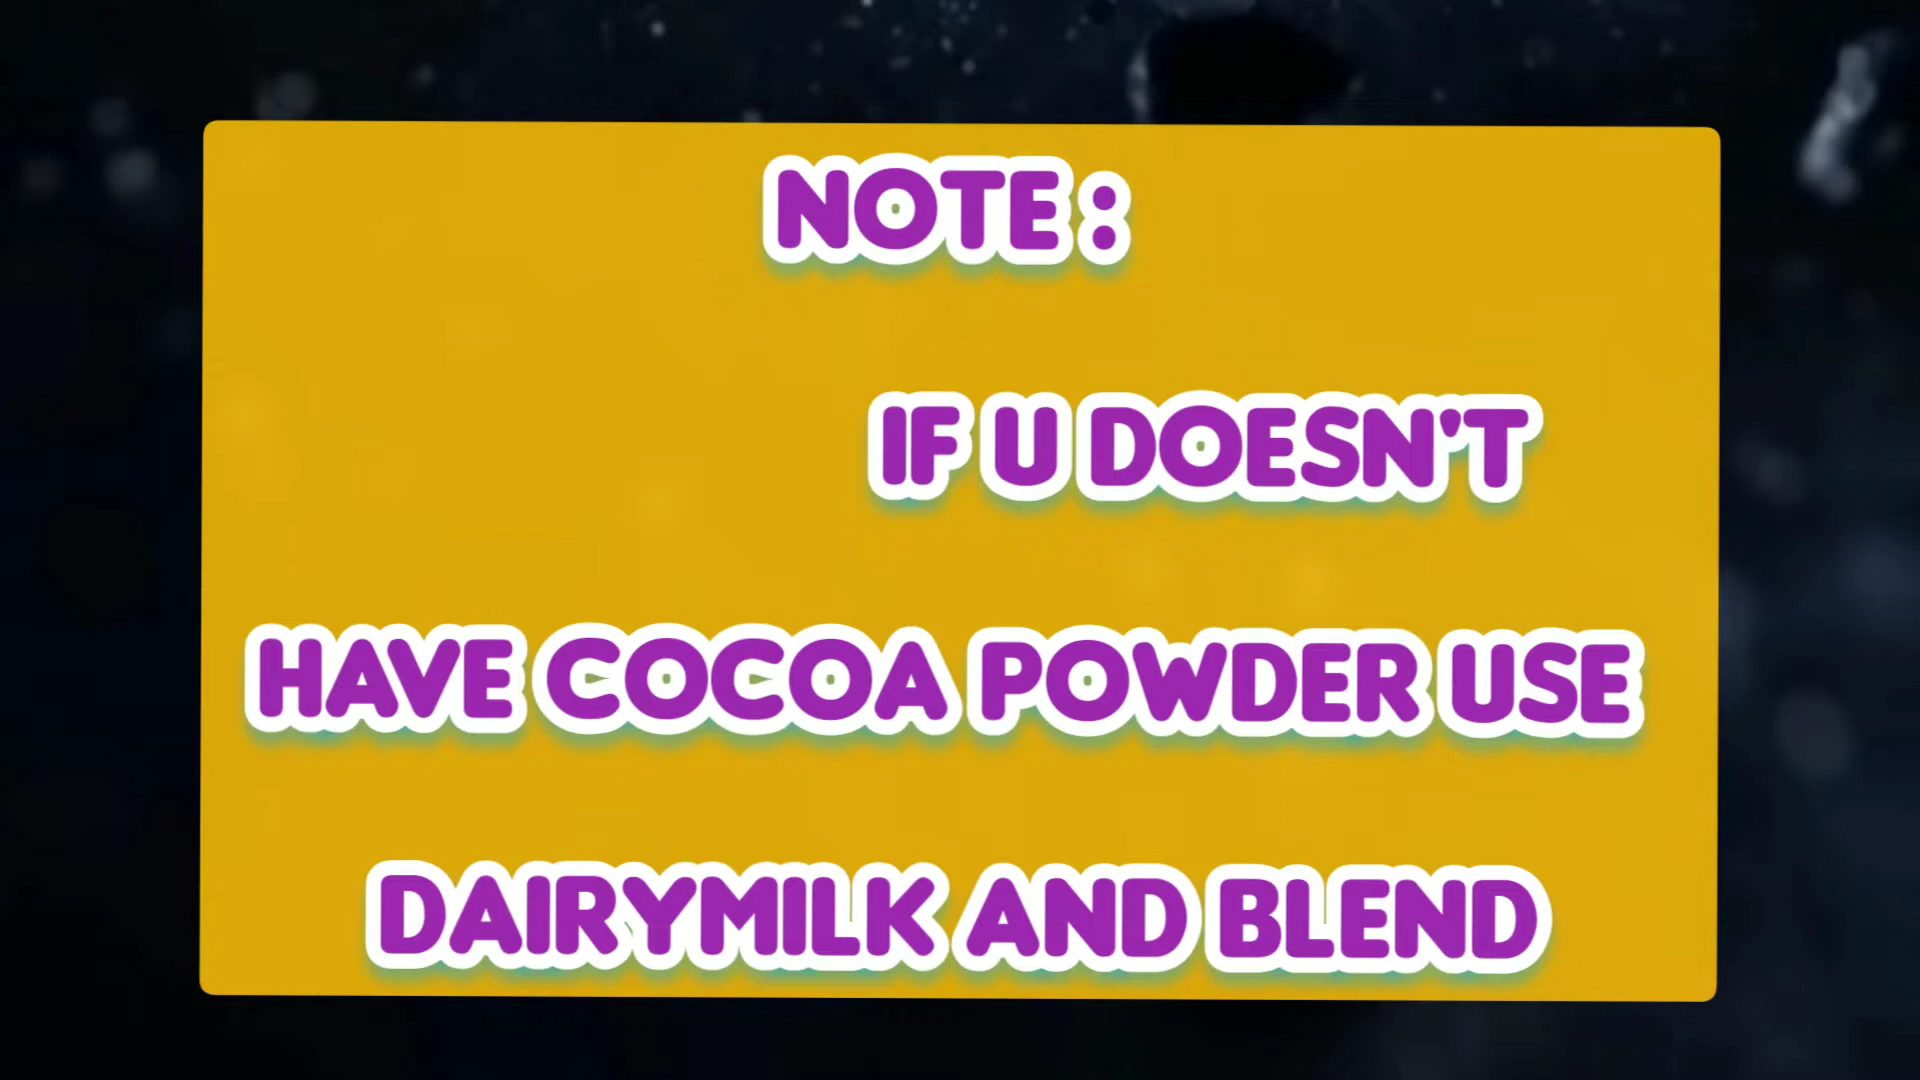 NOTE :
IF U DOESN'T
HAVE COCOA POWDER USE
DAIRYMILK AND BLEND